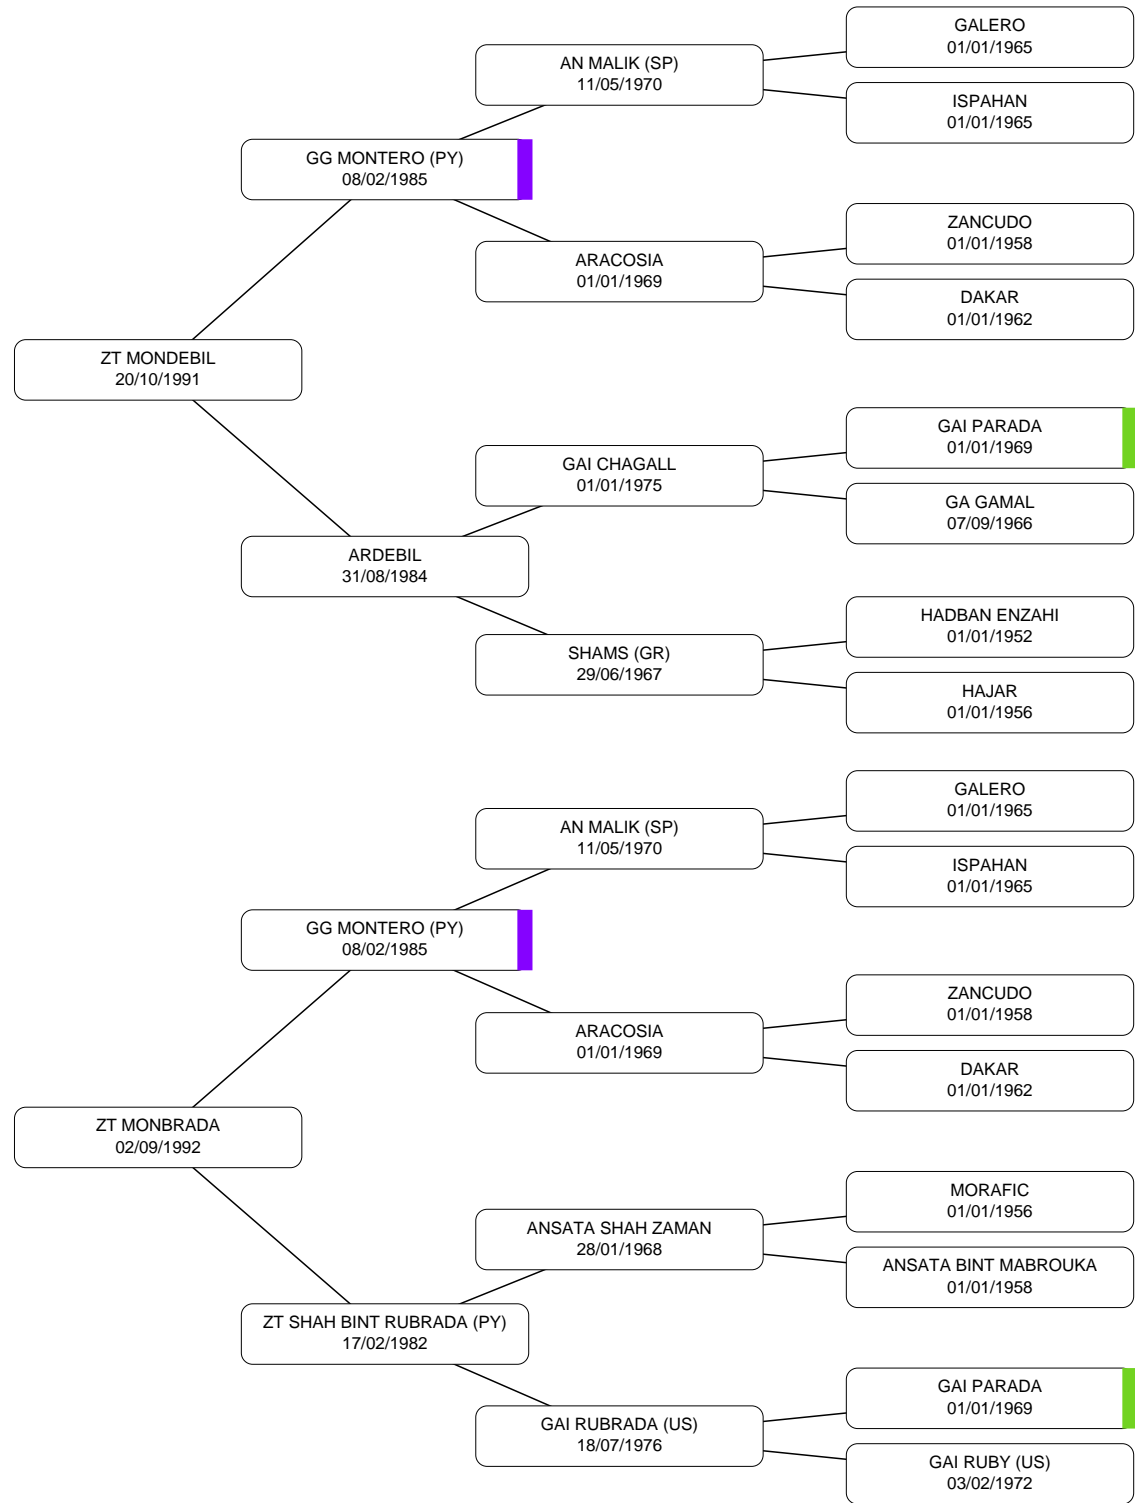 GALERO
01/01/1965
AN MALIK (SP)
11/05/1970
ISPAHAN
01/01/1965
GG MONTERO (PY)
08/02/1985
ZANCUDO
01/01/1958
ARACOSIA
01/01/1969
DAKAR
01/01/1962
ZT MONDEBIL
20/10/1991
GAI PARADA
01/01/1969
GAI CHAGALL
01/01/1975
GA GAMAL
07/09/1966
ARDEBIL
31/08/1984
HADBAN ENZAHI
01/01/1952
SHAMS (GR)
29/06/1967
HAJAR
01/01/1956
GALERO
01/01/1965
AN MALIK (SP)
11/05/1970
ISPAHAN
01/01/1965
GG MONTERO (PY)
08/02/1985
ZANCUDO
01/01/1958
ARACOSIA
01/01/1969
DAKAR
01/01/1962
ZT MONBRADA
02/09/1992
MORAFIC
01/01/1956
ANSATA SHAH ZAMAN
28/01/1968
ANSATA BINT MABROUKA
01/01/1958
ZT SHAH BINT RUBRADA (PY)
17/02/1982
GAI PARADA
01/01/1969
GAI RUBRADA (US)
18/07/1976
GAI RUBY (US)
03/02/1972